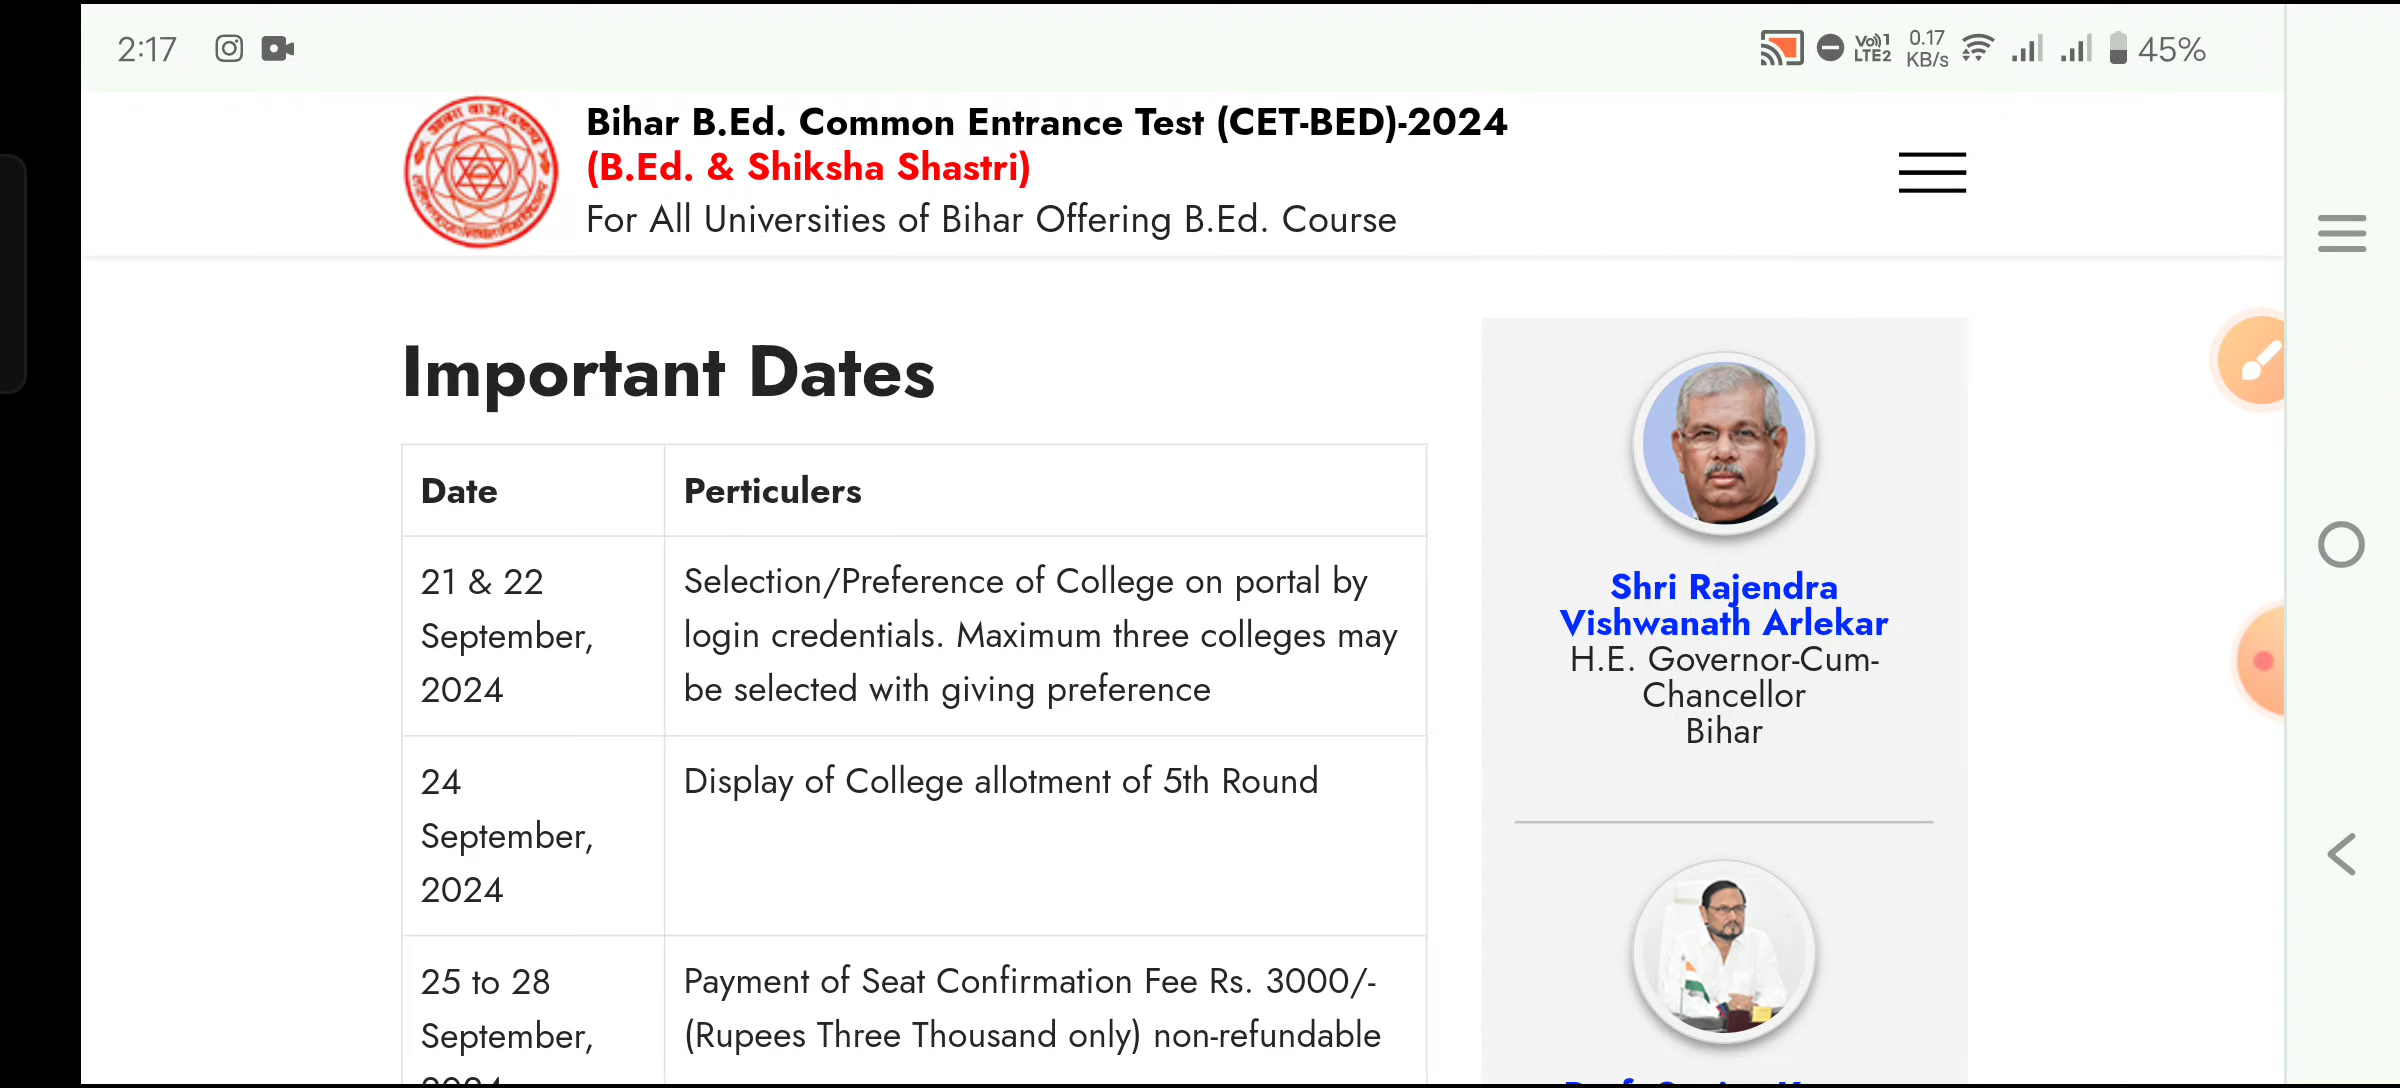 2:17
Vo)) 1
LTE2
0.17
KB/s
45%
Bihar B.Ed. Common Entrance Test (CET-BED)-2024
(B.Ed. & Shiksha Shastri)
For All Universities of Bihar Offering B.Ed. Course
Important Dates
Date
Perticulers
21 & 22
September,
2024
Selection/Preference of College on portal by
login credentials. Maximum three colleges may
be selected with giving preference
24
September,
2024
Display of College allotment of 5th Round
25 to 28
September,
2024
Payment of Seat Confirmation Fee Rs. 3000/-
(Rupees Three Thousand only) non-refundable
Shri Rajendra
Vishwanath Arlekar
H.E. Governor-Cum-
Chancellor
Bihar